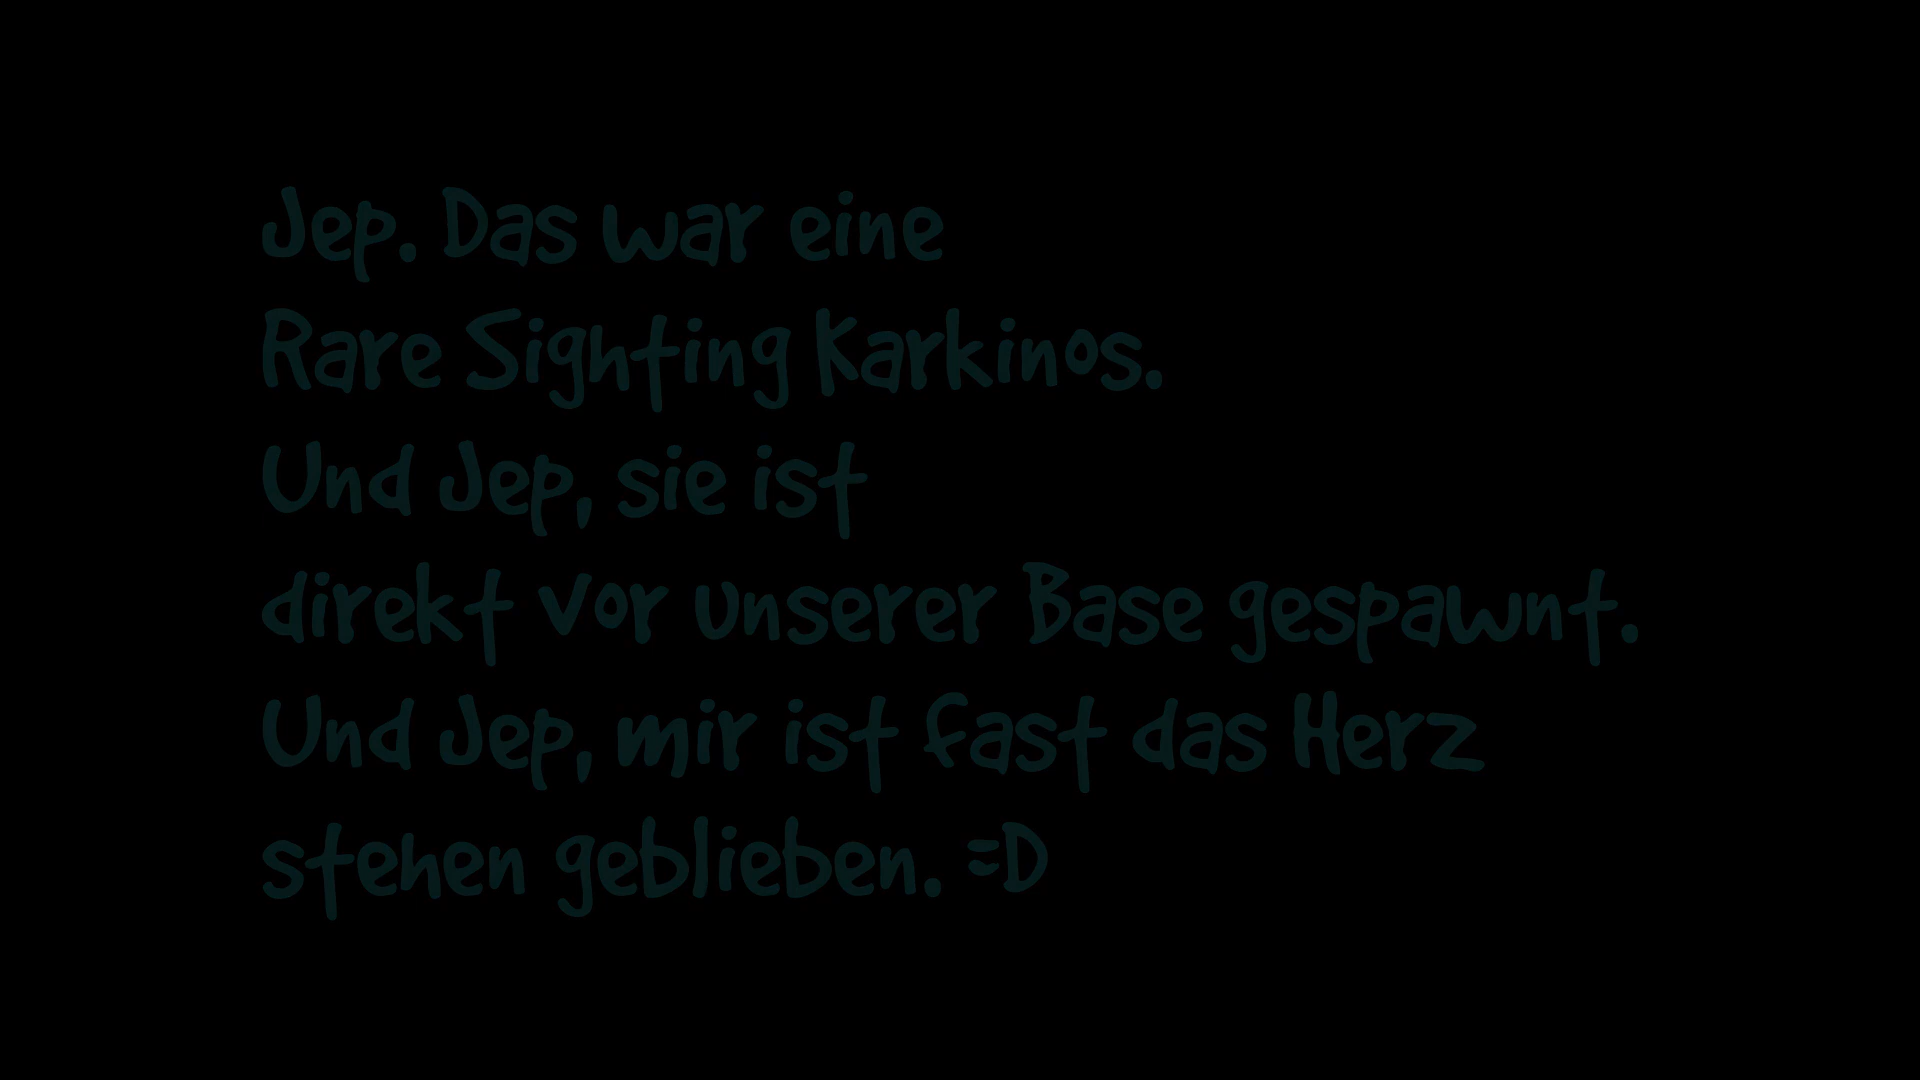 Jep. Das war eine
Rare Sighting Karkinos.
Und Jep, sie ist
direkt vor unserer Base gespawnt.
Und Jep, mir ist fast das Herz
stehen geblieben. =D